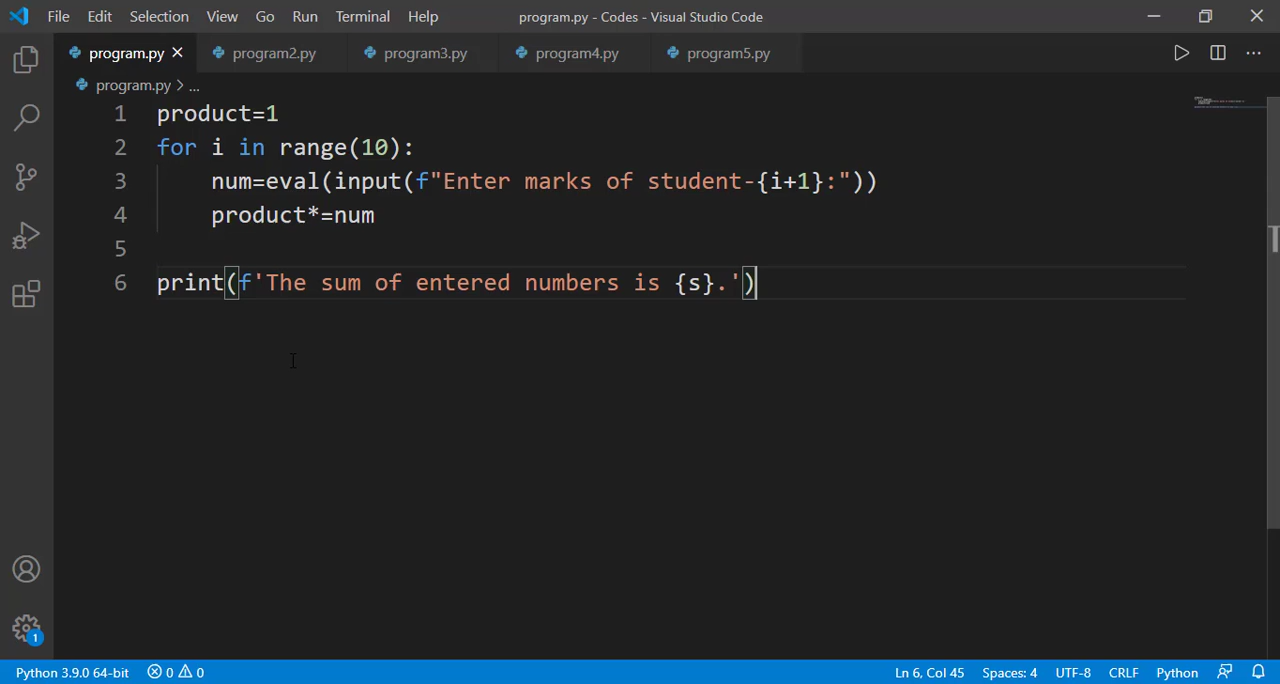 File Edit Selection View Go Run Terminal Help program.py - Codes - Visual Studio Code
program.py program2.py program3.py program4.py program5.py
program.py > ...
1 product=1
2 for i in range(10):
3 num=eval(input(f"Enter marks of student-{i+1}:"))
4 product*=num
5
6 print(f'The sum of entered numbers is {s}.')
1
Python 3.9.0 64-bit 0 0 Ln 6, Col 45 Spaces: 4 UTF-8 CRLF Python